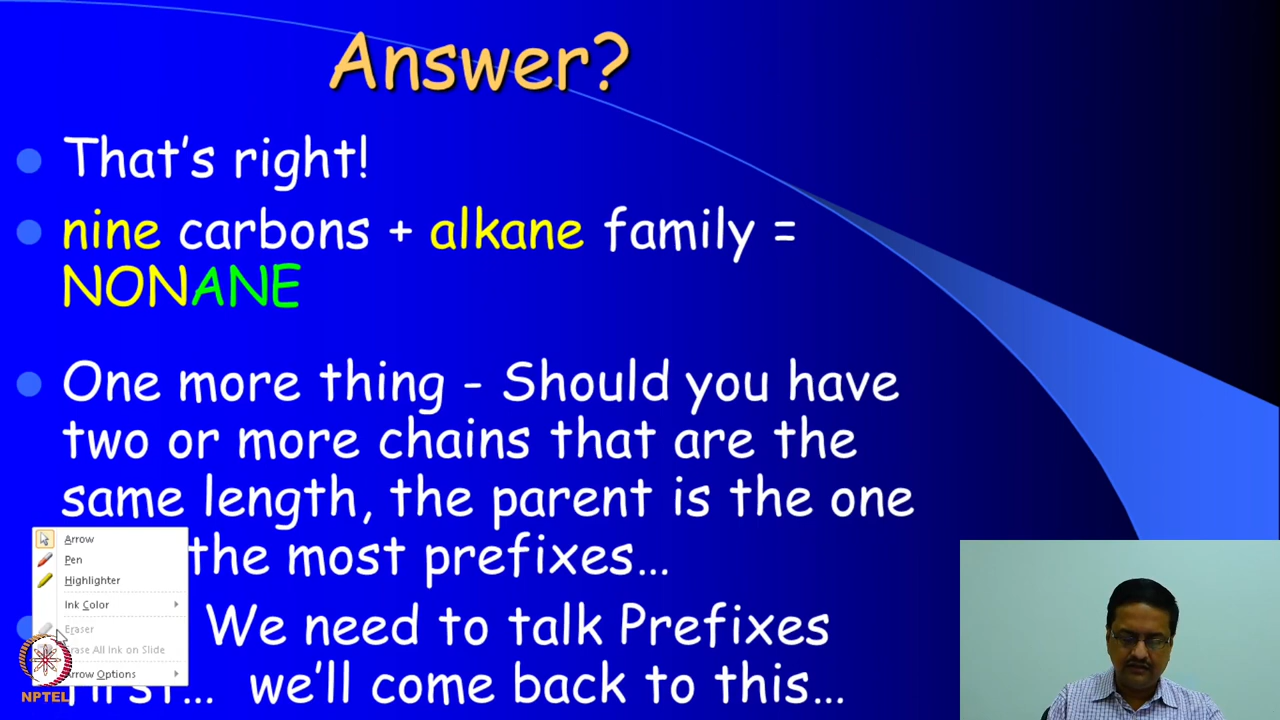 Answer?
That's right!
nine carbons + alkane family =
NONANE
One more thing - Should you have
two or more chains that are the
same length, the parent is the one
the most prefixes...
We need to talk Prefixes
we'll come back to this...
Arrow
Pen
Highlighter
Ink Color
Eraser
Erase All Ink on Slide
Arrow Options
NPTEL